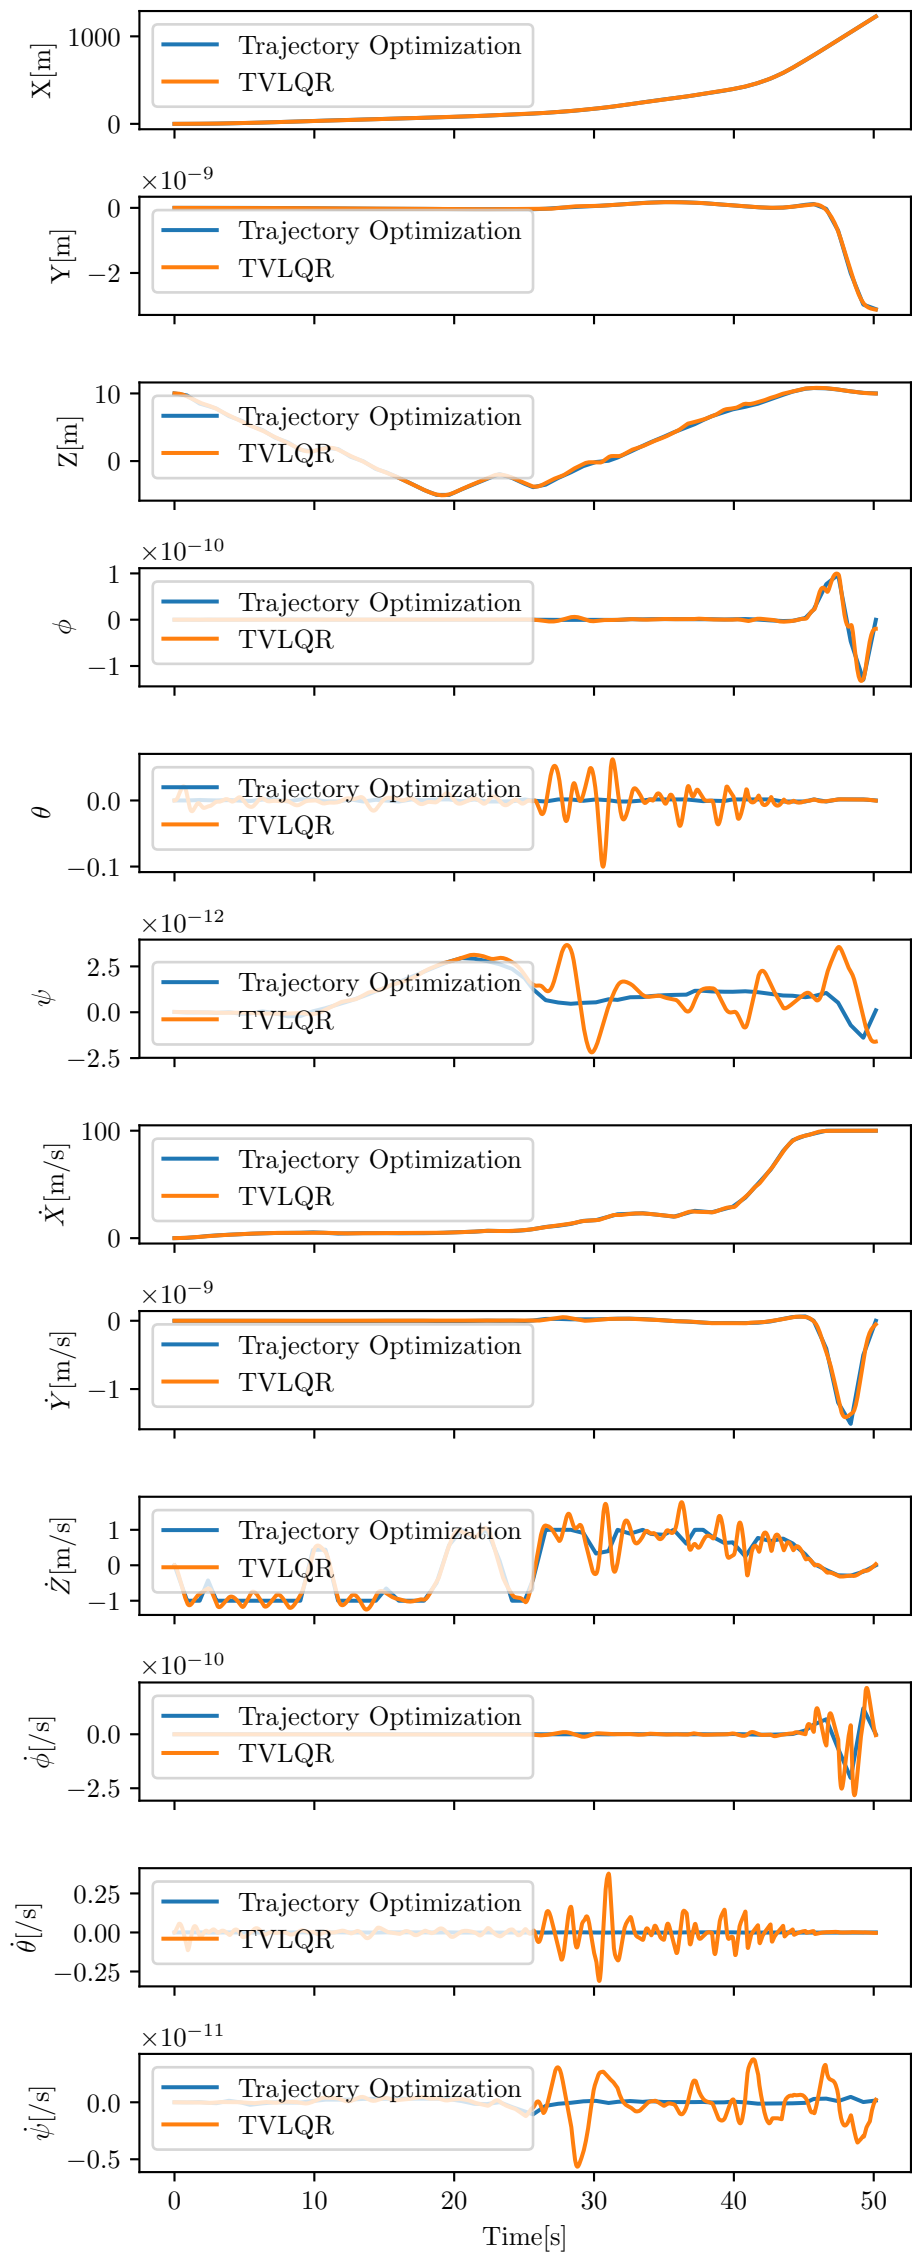 1000
0
X[m]
Trajectory Optimization
TVLQR
×10⁻⁹
0
−2
Y[m]
Trajectory Optimization
TVLQR
10
0
Z[m]
Trajectory Optimization
TVLQR
×10⁻¹⁰
1
0
−1
ϕ
Trajectory Optimization
TVLQR
0.0
−0.1
θ
Trajectory Optimization
TVLQR
×10⁻¹²
2.5
0.0
−2.5
ψ
Trajectory Optimization
TVLQR
100
0
Ẋ[m/s]
Trajectory Optimization
TVLQR
×10⁻⁹
0
−1
Ẏ[m/s]
Trajectory Optimization
TVLQR
1
0
−1
Ż[m/s]
Trajectory Optimization
TVLQR
×10⁻¹⁰
0.0
−2.5
ϕ̇[/s]
Trajectory Optimization
TVLQR
0.25
0.00
−0.25
θ̇[/s]
Trajectory Optimization
TVLQR
×10⁻¹¹
0.0
−0.5
ψ̇[/s]
Trajectory Optimization
TVLQR
0 10 20 30 40 50
Time[s]